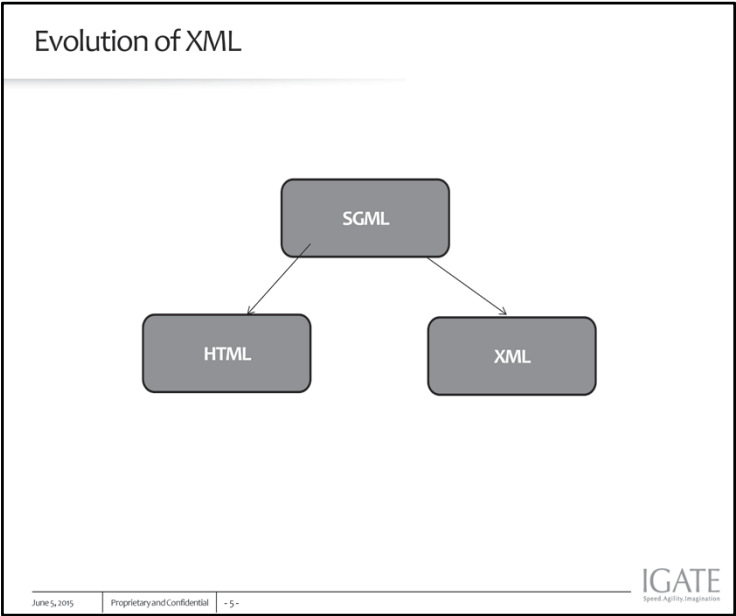 Evolution of XML
SGML
HTML
XML
June 5, 2015 Proprietary and Confidential - 5 -
IGATE
Speed.Agility.Imagination